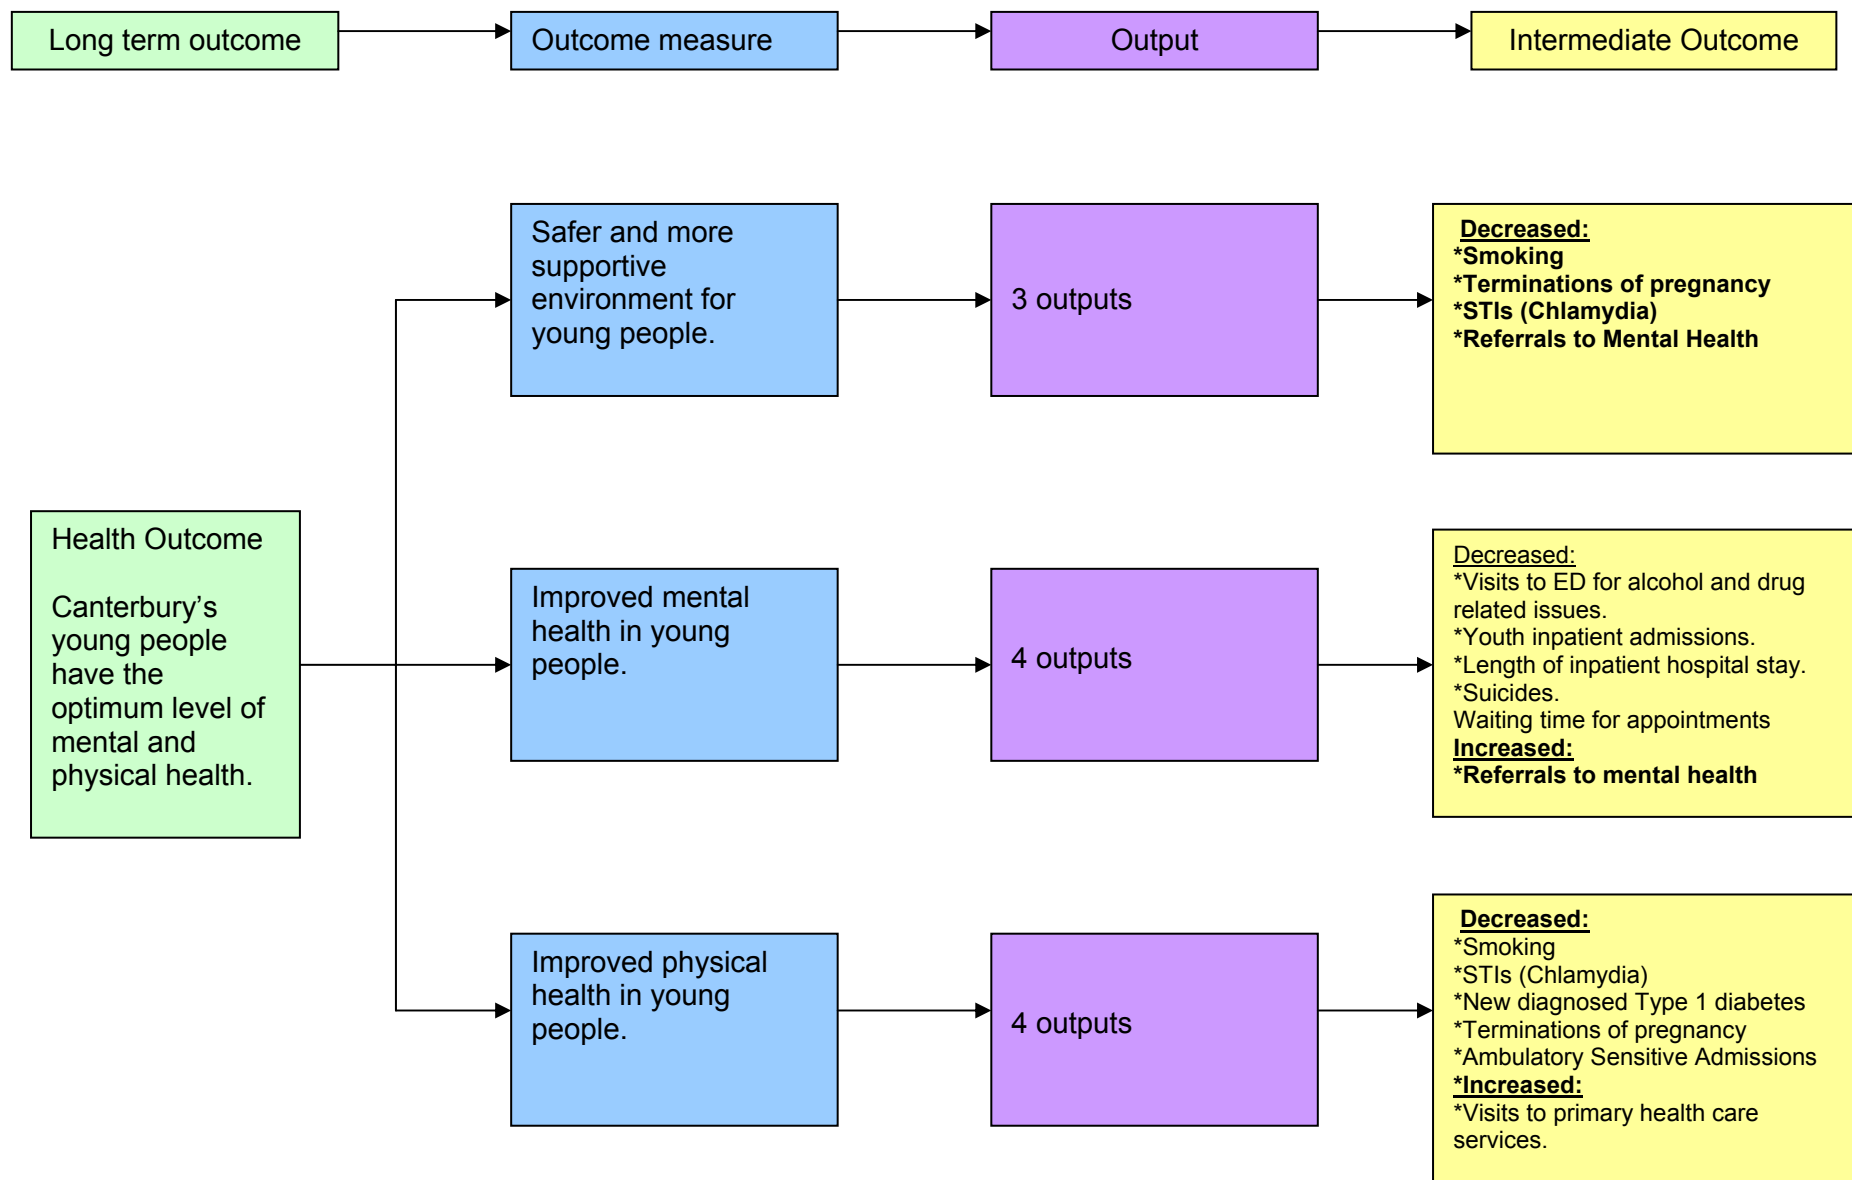 Long term outcome
Outcome measure
Output
Intermediate Outcome
Health Outcome
Canterbury’s
young people
have the
optimum level of
mental and
physical health.
Safer and more
supportive
environment for
young people.
3 outputs
Decreased:
*Smoking
*Terminations of pregnancy
*STIs (Chlamydia)
*Referrals to Mental Health
Improved mental
health in young
people.
4 outputs
Decreased:
*Visits to ED for alcohol and drug
related issues.
*Youth inpatient admissions.
*Length of inpatient hospital stay.
*Suicides.
Waiting time for appointments
Increased:
*Referrals to mental health
Improved physical
health in young
people.
4 outputs
Decreased:
*Smoking
*STIs (Chlamydia)
*New diagnosed Type 1 diabetes
*Terminations of pregnancy
*Ambulatory Sensitive Admissions
*Increased:
*Visits to primary health care
services.